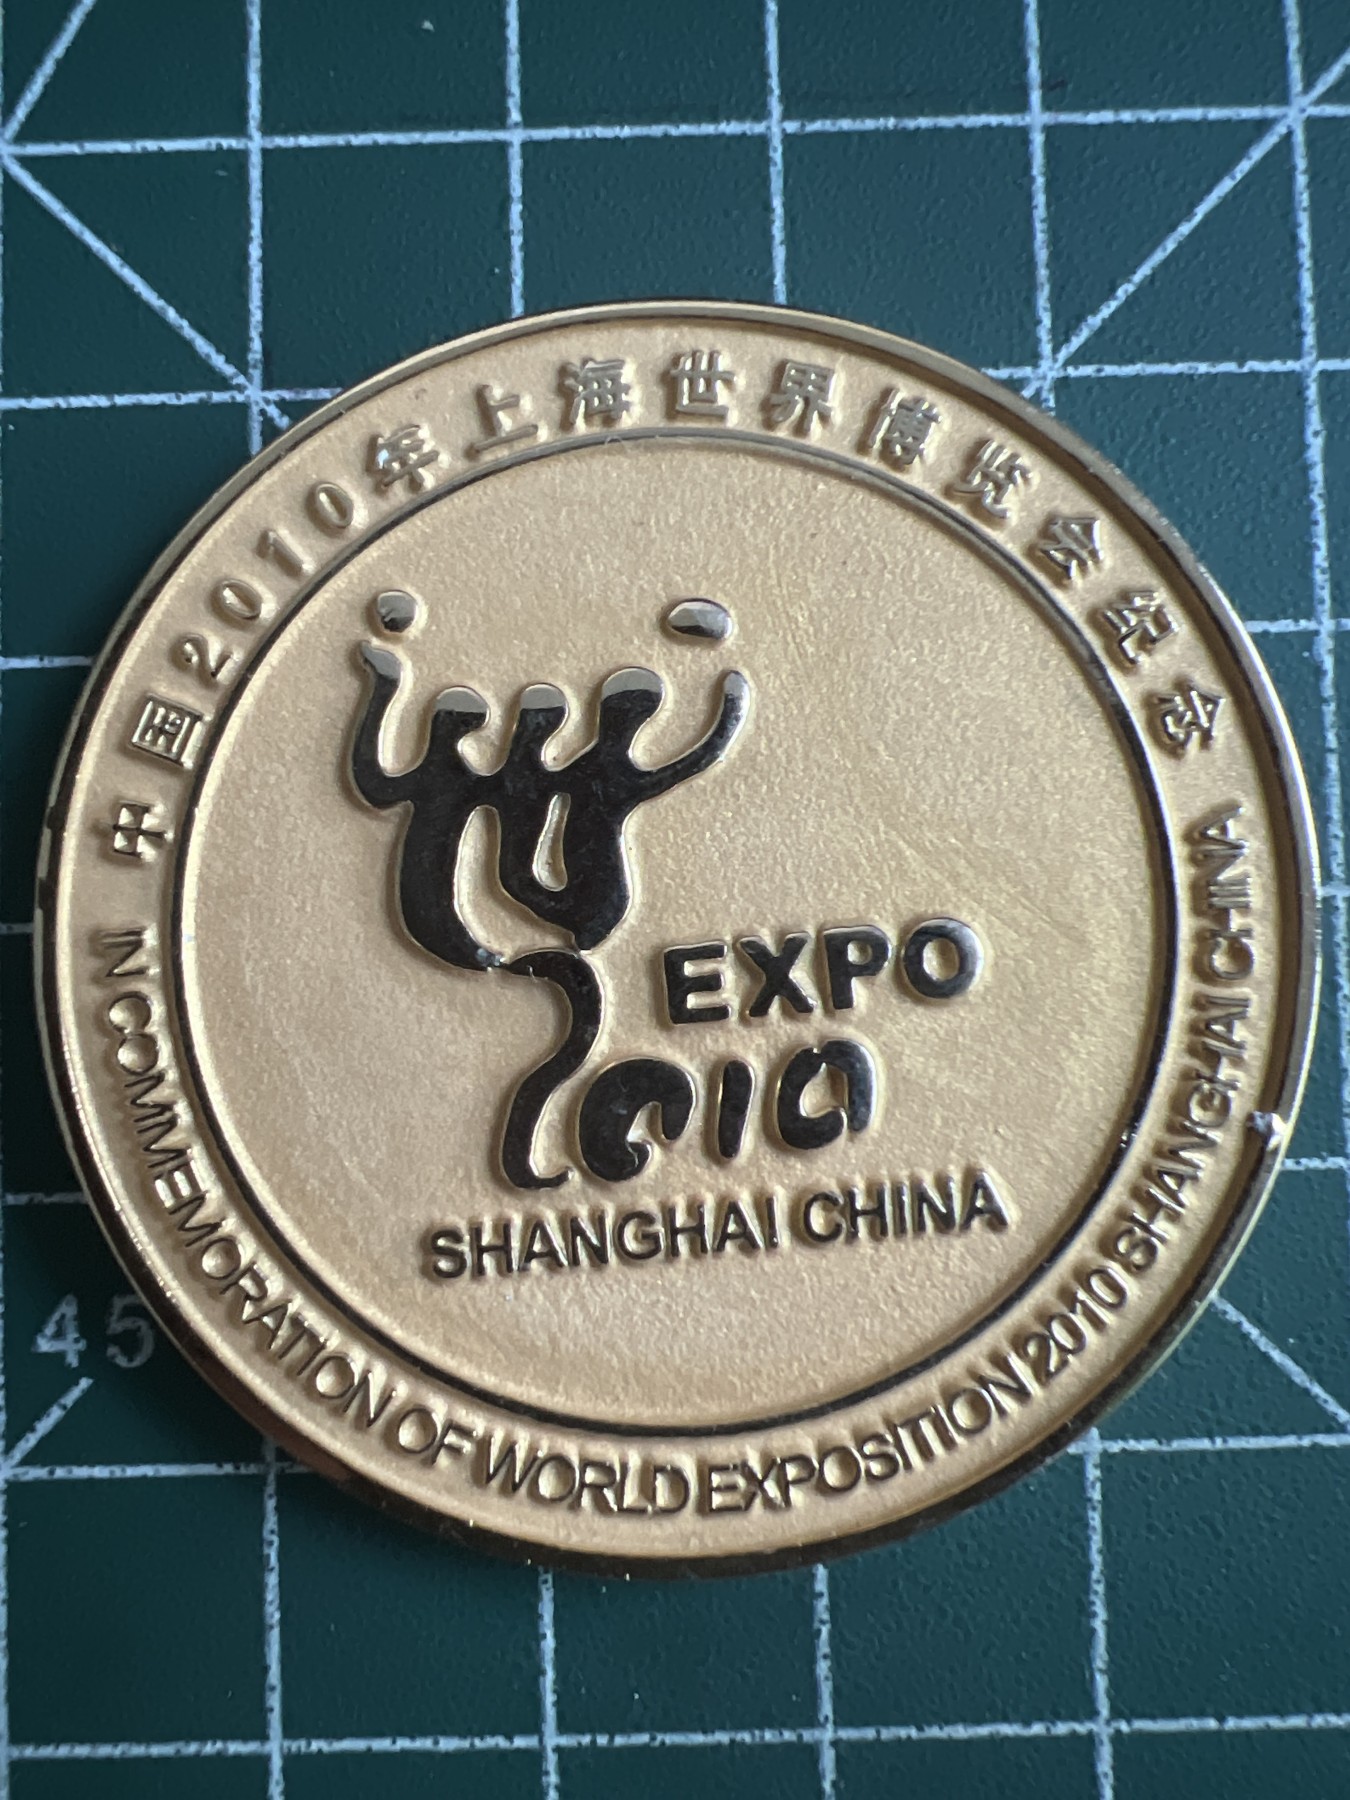 中国2010年上海世界博览会纪念
EXPO
2010
SHANGHAI CHINA
IN COMMEMORATION OF WORLD EXPOSITION 2010 SHANGHAI CHINA
45